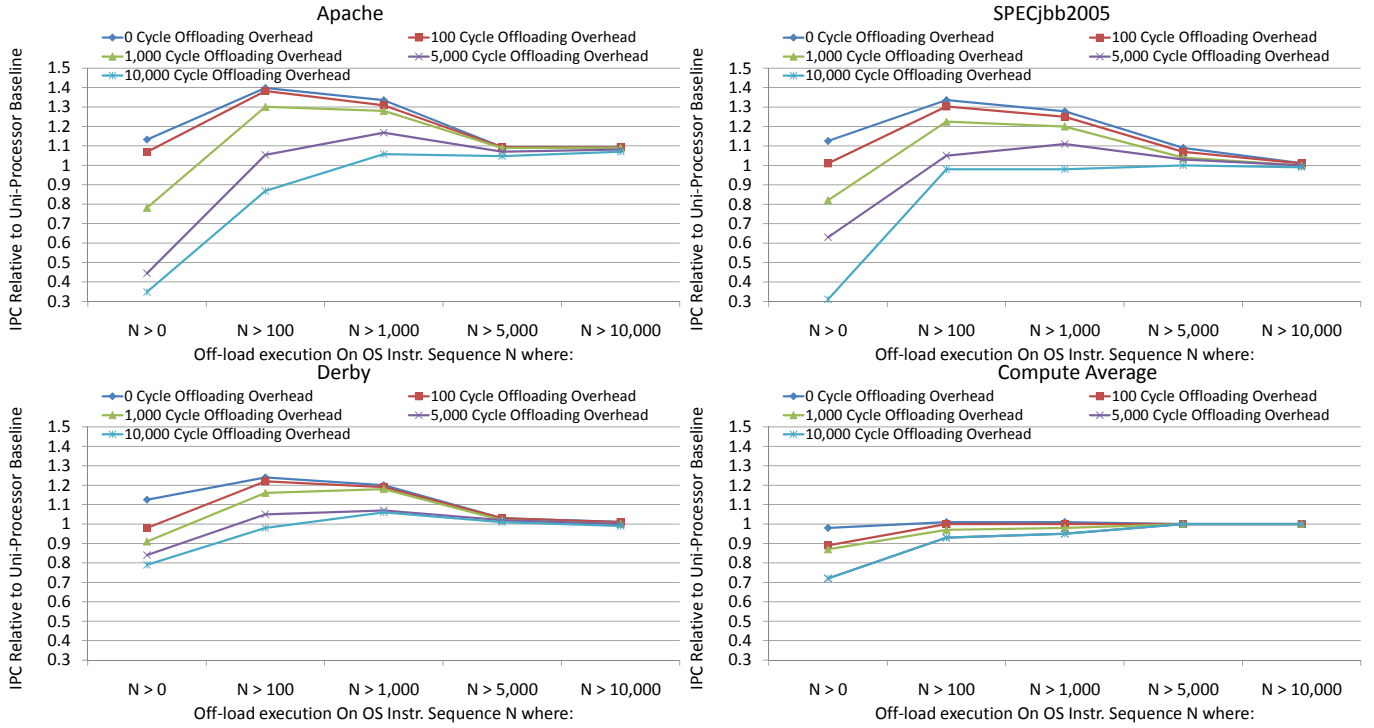 Apache
0 Cycle Offloading Overhead
100 Cycle Offloading Overhead
1,000 Cycle Offloading Overhead
5,000 Cycle Offloading Overhead
10,000 Cycle Offloading Overhead
IPC Relative to Uni-Processor Baseline
1.5
1.4
1.3
1.2
1.1
1
0.9
0.8
0.7
0.6
0.5
0.4
0.3
N > 0 N > 100 N > 1,000 N > 5,000 N > 10,000
Off-load execution On OS Instr. Sequence N where:
SPECjbb2005
0 Cycle Offloading Overhead
100 Cycle Offloading Overhead
1,000 Cycle Offloading Overhead
5,000 Cycle Offloading Overhead
10,000 Cycle Offloading Overhead
IPC Relative to Uni-Processor Baseline
1.5
1.4
1.3
1.2
1.1
1
0.9
0.8
0.7
0.6
0.5
0.4
0.3
N > 0 N > 100 N > 1,000 N > 5,000 N > 10,000
Off-load execution On OS Instr. Sequence N where:
Derby
0 Cycle Offloading Overhead
100 Cycle Offloading Overhead
1,000 Cycle Offloading Overhead
5,000 Cycle Offloading Overhead
10,000 Cycle Offloading Overhead
IPC Relative to Uni-Processor Baseline
1.5
1.4
1.3
1.2
1.1
1
0.9
0.8
0.7
0.6
0.5
0.4
0.3
N > 0 N > 100 N > 1,000 N > 5,000 N > 10,000
Off-load execution On OS Instr. Sequence N where:
Compute Average
0 Cycle Offloading Overhead
100 Cycle Offloading Overhead
1,000 Cycle Offloading Overhead
5,000 Cycle Offloading Overhead
10,000 Cycle Offloading Overhead
IPC Relative to Uni-Processor Baseline
1.5
1.4
1.3
1.2
1.1
1
0.9
0.8
0.7
0.6
0.5
0.4
0.3
N > 0 N > 100 N > 1,000 N > 5,000 N > 10,000
Off-load execution On OS Instr. Sequence N where: